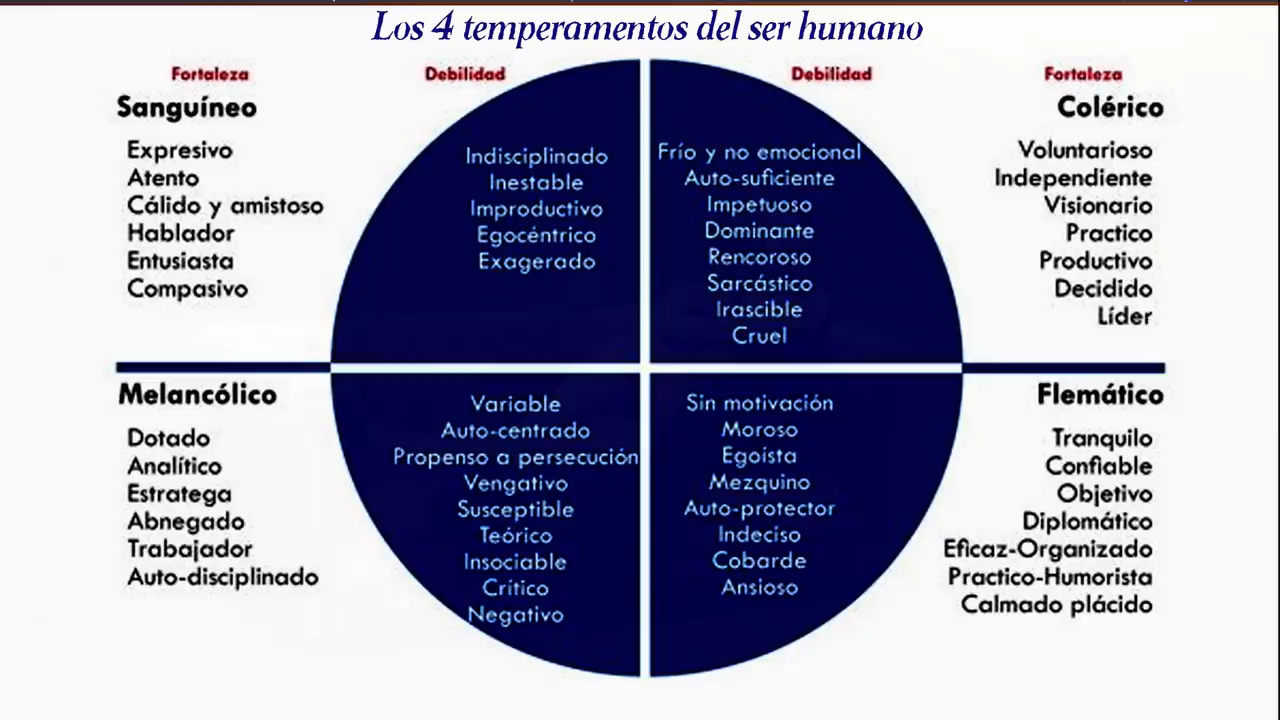 Los 4 temperamentos del ser humano
Fortaleza
Debilidad
Debilidad
Fortaleza
Sanguíneo
Expresivo
Atento
Cálido y amistoso
Hablador
Entusiasta
Compasivo
Indisciplinado
Inestable
Improductivo
Egocéntrico
Exagerado
Frío y no emocional
Auto-suficiente
Impetuoso
Dominante
Rencoroso
Sarcástico
Irascible
Cruel
Colérico
Voluntarioso
Independiente
Visionario
Practico
Productivo
Decidido
Líder
Melancólico
Dotado
Analítico
Estratega
Abnegado
Trabajador
Auto-disciplinado
Variable
Auto-centrado
Propenso a persecución
Vengativo
Susceptible
Teórico
Insociable
Crítico
Negativo
Sin motivación
Moroso
Egoísta
Mezquino
Auto-protector
Indeciso
Cobarde
Ansioso
Flemático
Tranquilo
Confiable
Objetivo
Diplomático
Eficaz-Organizado
Practico-Humorista
Calmado plácido